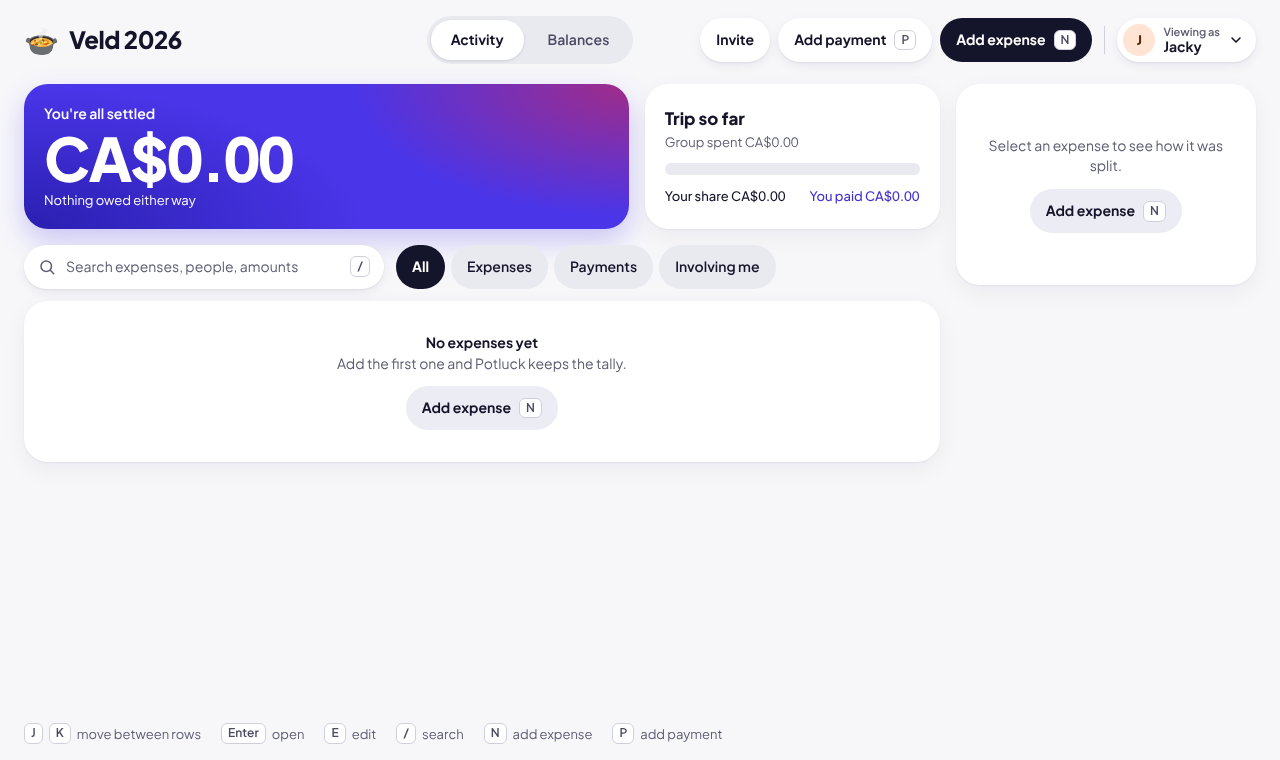 Veld 2026
Activity
Balances
Invite
Add payment P
Add expense N
J
Viewing as
Jacky
You're all settled
CA$0.00
Nothing owed either way
Trip so far
Group spent CA$0.00
Your share CA$0.00
You paid CA$0.00
Select an expense to see how it was
split.
Add expense N
Search expenses, people, amounts /
All
Expenses
Payments
Involving me
No expenses yet
Add the first one and Potluck keeps the tally.
Add expense N
J K move between rows
Enter open
E edit
/ search
N add expense
P add payment